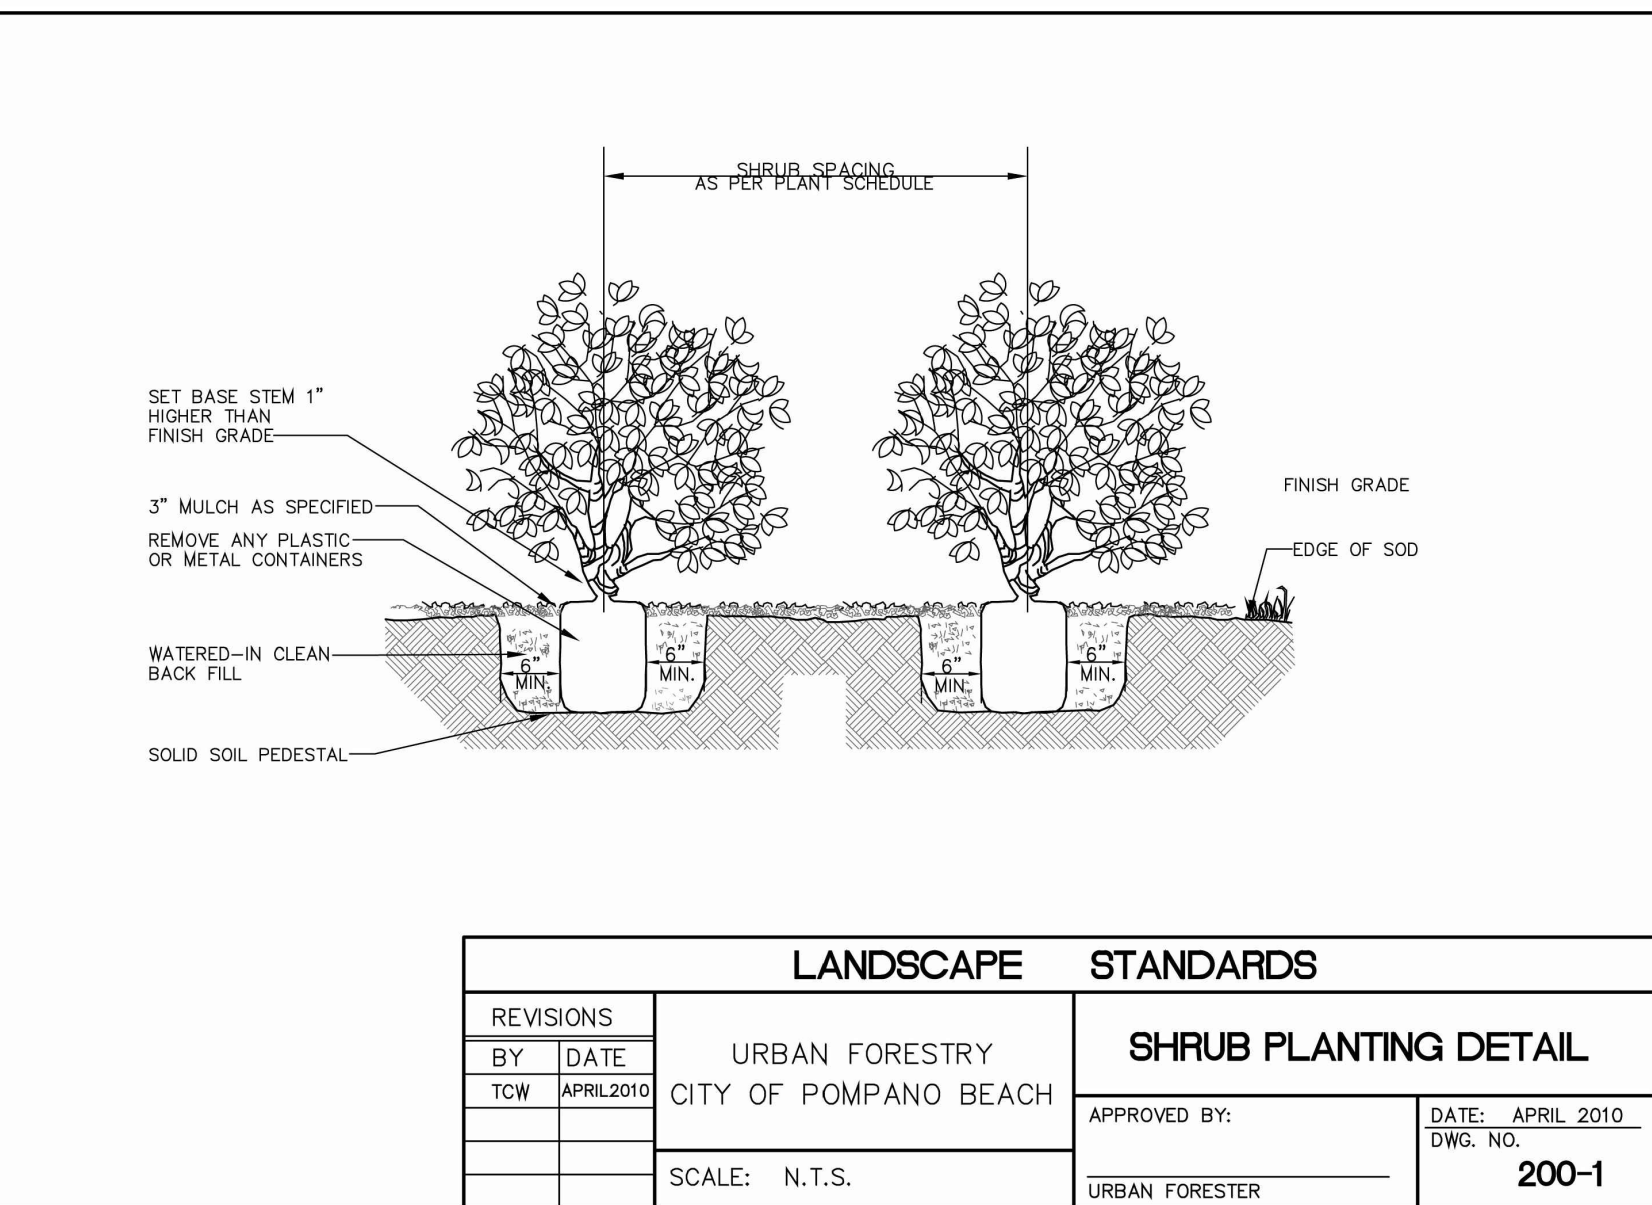 SHRUB SPACING
AS PER PLANT SCHEDULE
SET BASE STEM 1"
HIGHER THAN
FINISH GRADE
3" MULCH AS SPECIFIED
REMOVE ANY PLASTIC
OR METAL CONTAINERS
WATERED-IN CLEAN
BACK FILL
SOLID SOIL PEDESTAL
6"
MIN.
6"
MIN.
6"
MIN.
6"
MIN.
FINISH GRADE
EDGE OF SOD
LANDSCAPE STANDARDS
REVISIONS
BY DATE
TCW APRIL2010
URBAN FORESTRY
CITY OF POMPANO BEACH
SCALE: N.T.S.
SHRUB PLANTING DETAIL
APPROVED BY:
URBAN FORESTER
DATE: APRIL 2010
DWG. NO.
200-1